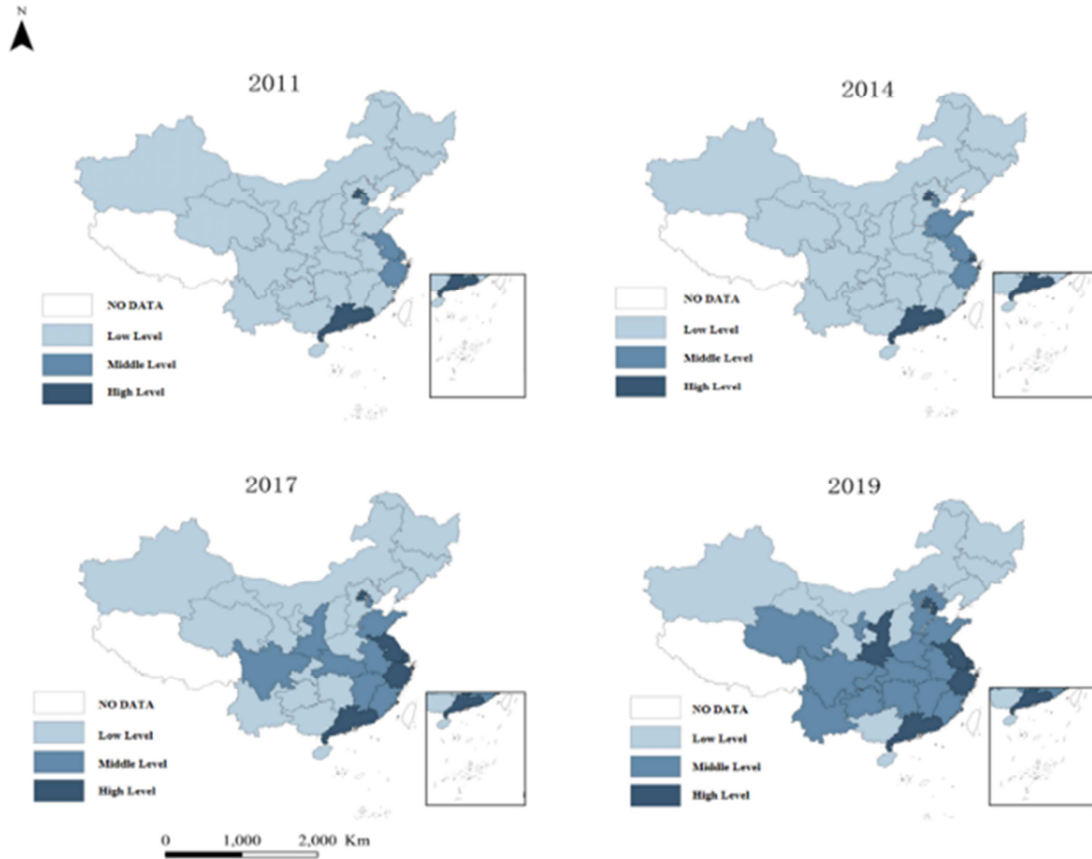 N
2011
NO DATA
Low Level
Middle Level
High Level
2014
NO DATA
Low Level
Middle Level
High Level
2017
NO DATA
Low Level
Middle Level
High Level
2019
NO DATA
Low Level
Middle Level
High Level
0 1,000 2,000 Km